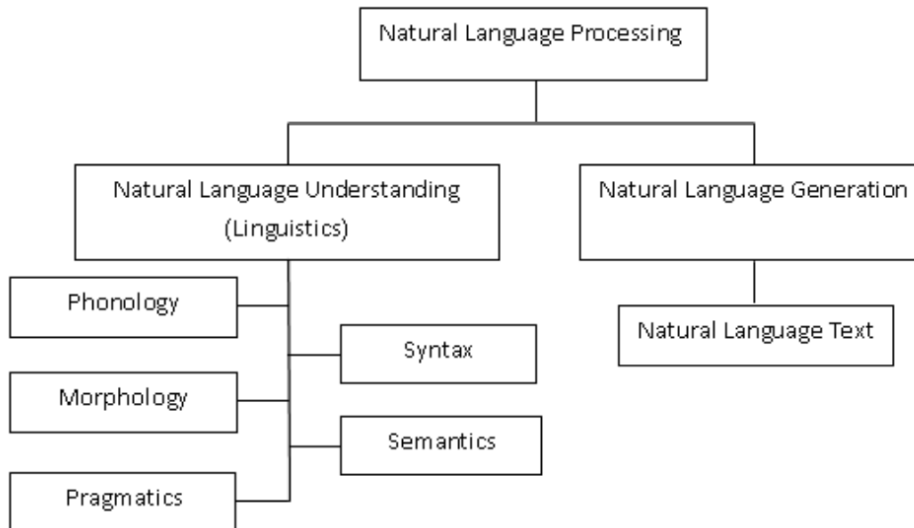 Natural Language Processing
Natural Language Understanding
(Linguistics)
Natural Language Generation
Phonology
Natural Language Text
Syntax
Morphology
Semantics
Pragmatics